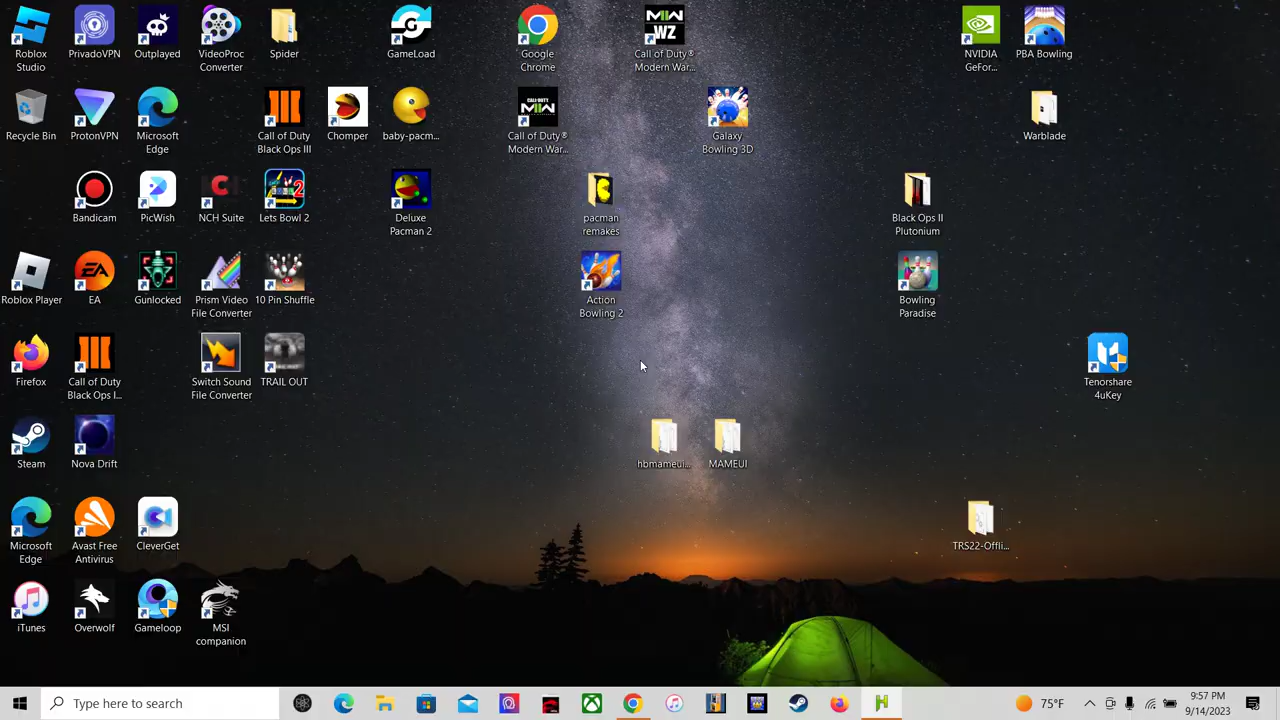 Roblox
Studio
PrivadoVPN
Outplayed
VideoProc
Converter
Spider
GameLoad
Google
Chrome
MW
WZ
Call of Duty®
Modern War...
NVIDIA
GeFor...
PBA Bowling
Recycle Bin
ProtonVPN
Microsoft
Edge
Call of Duty
Black Ops III
Chomper
baby-pacm...
Call of Duty®
Modern War...
Galaxy
Bowling 3D
Warblade
Bandicam
PicWish
NCH Suite
Lets Bowl 2
Deluxe
Pacman 2
pacman
remakes
Black Ops II
Plutonium
Roblox Player
EA
EA
Gunlocked
Prism Video
File Converter
10 Pin Shuffle
Action
Bowling 2
Bowling
Paradise
Firefox
Call of Duty
Black Ops I...
Switch Sound
File Converter
TRAIL OUT
Tenorshare
4uKey
Steam
Nova Drift
hbmameui...
MAMEUI
Microsoft
Edge
Avast Free
Antivirus
CleverGet
TRS22-Offli...
iTunes
Overwolf
Gameloop
MSI
companion
Type here to search
75°F
9:57 PM
9/14/2023